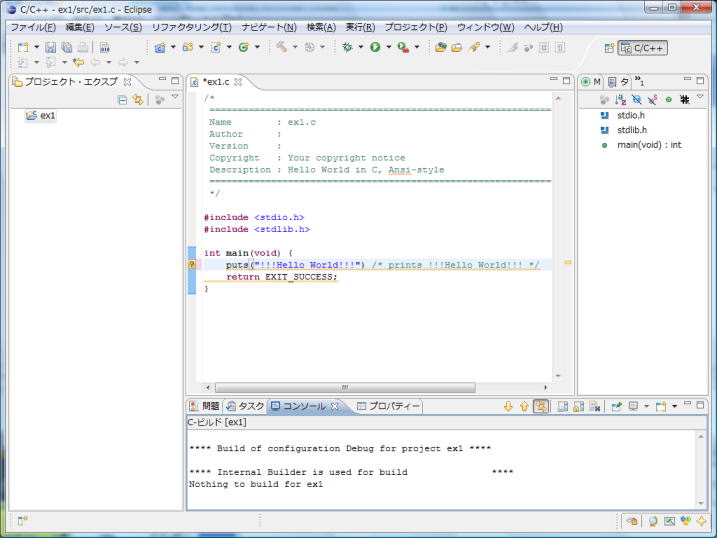 C/C++ - ex1/src/ex1.c - Eclipse
ファイル(F) 編集(E) ソース(S) リファクタリング(T) ナビゲート(N) 検索(A) 実行(R) プロジェクト(P) ウィンドウ(W) ヘルプ(H)
C/C++
プロジェクト・エクスプ
ex1
*ex1.c
/*
============================================================
Name        : ex1.c
Author      :
Version     :
Copyright   : Your copyright notice
Description : Hello World in C, Ansi-style
============================================================
*/
#include <stdio.h>
#include <stdlib.h>
int main(void) {
puts("!!!Hello World!!!") /* prints !!!Hello World!!! */
return EXIT_SUCCESS;
}
M タ »1
stdio.h
stdlib.h
main(void) : int
問題 タスク コンソール プロパティー
C-ビルド [ex1]
**** Build of configuration Debug for project ex1 ****
**** Internal Builder is used for build               ****
Nothing to build for ex1